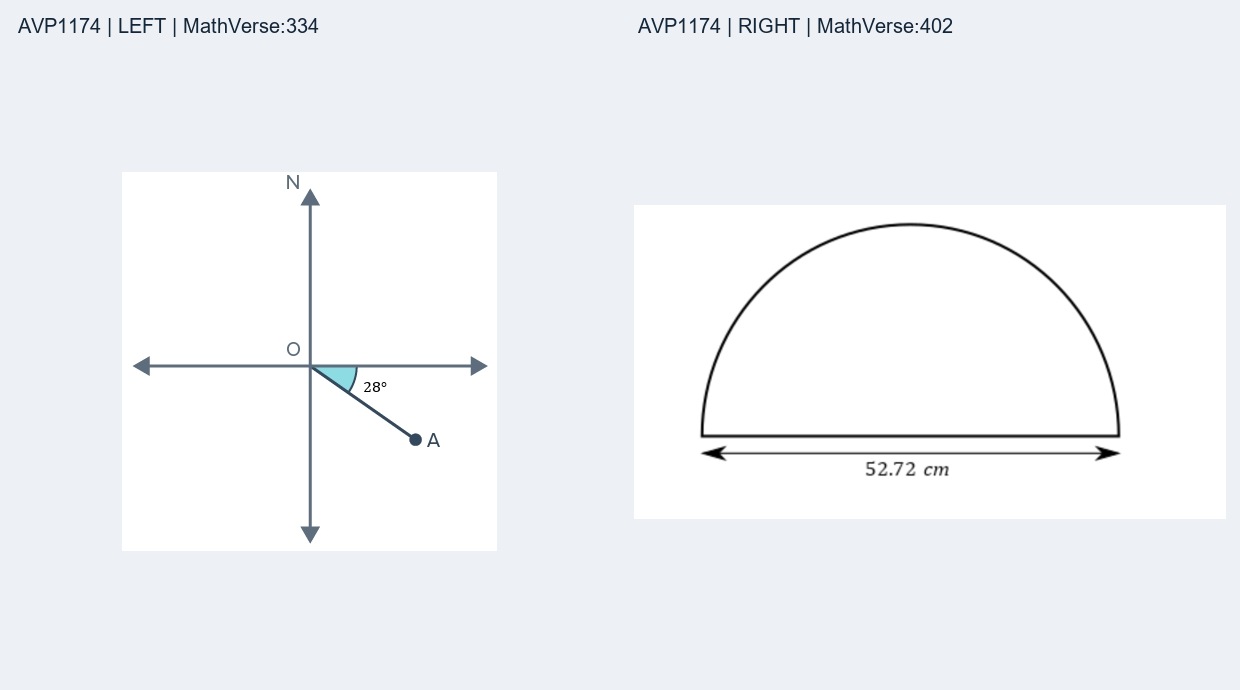 AVP1174 | LEFT | MathVerse:334
N
O
28°
A
AVP1174 | RIGHT | MathVerse:402
52.72 cm